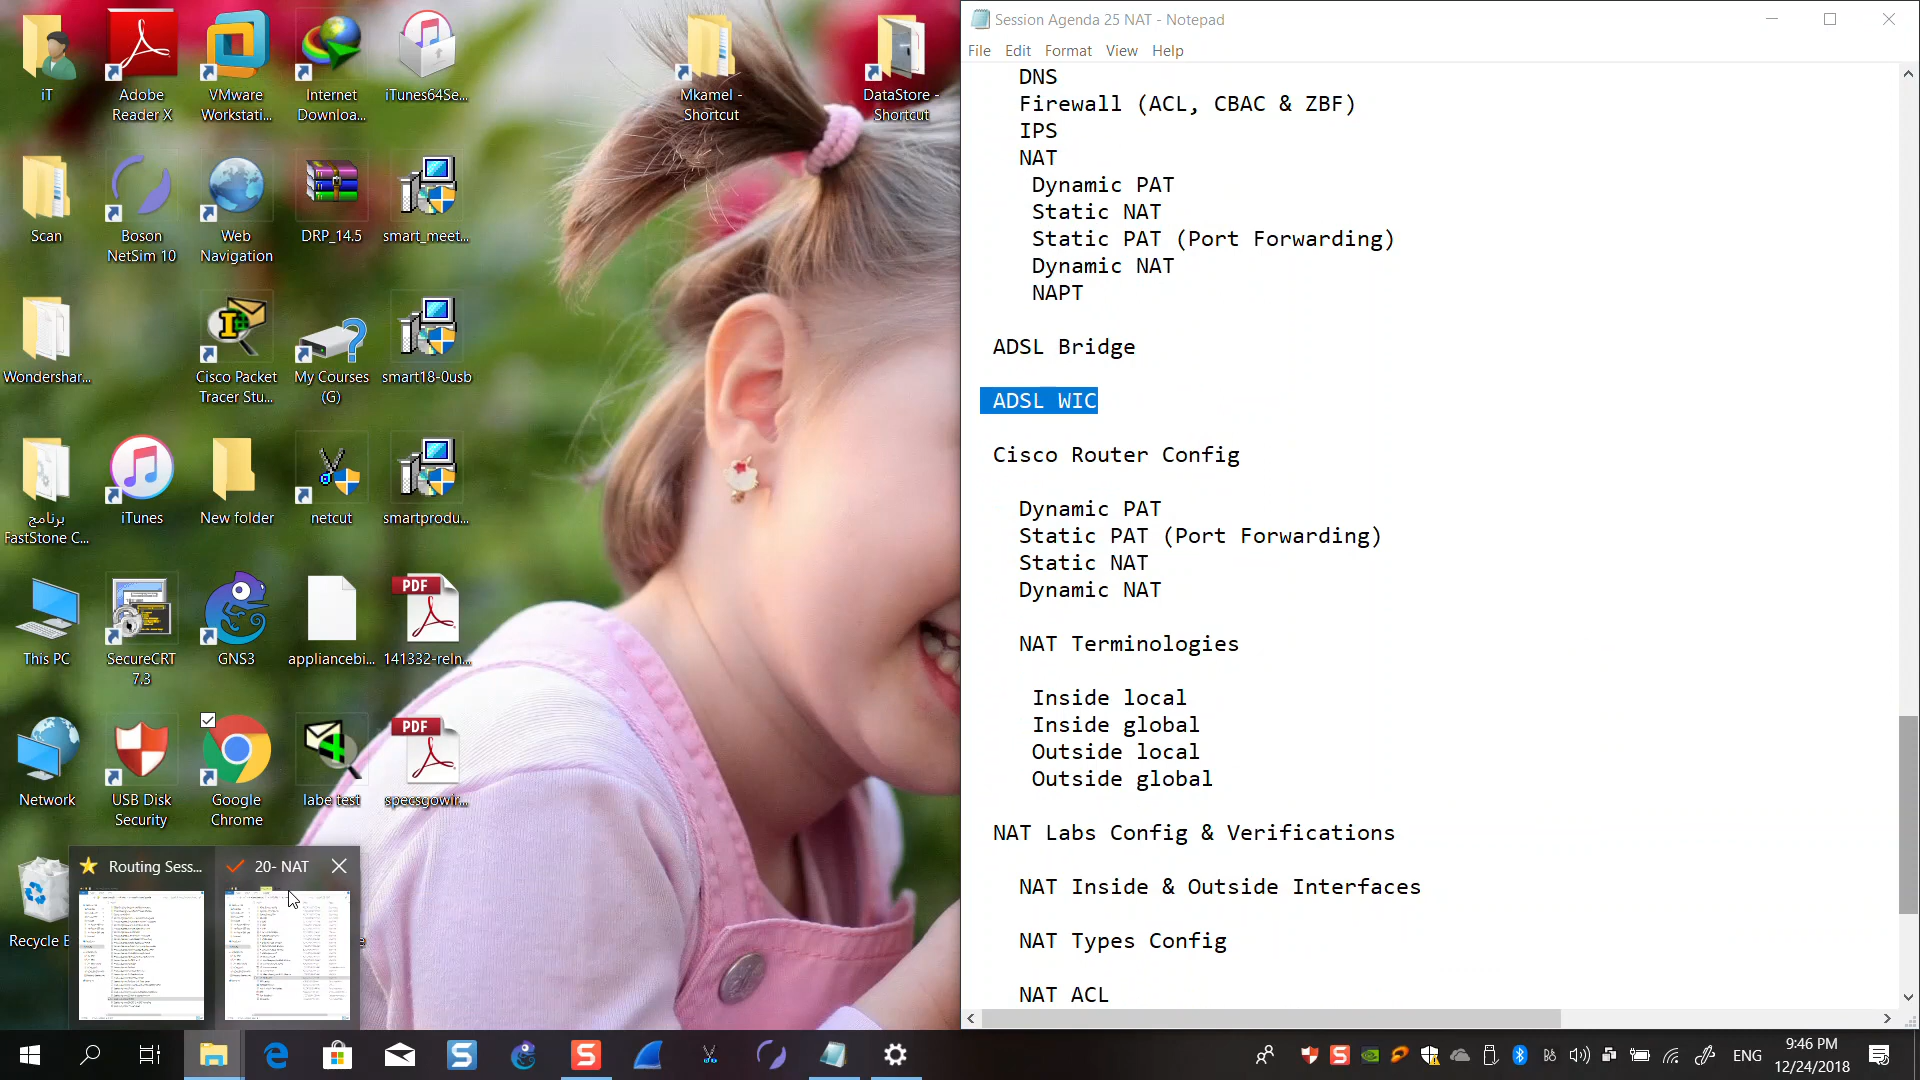 iT
Adobe
Reader X
VMware
Workstati...
Internet
Downloa...
iTunes64Se...
Mkamel -
Shortcut
DataStore -
Shortcut
Scan
Boson
NetSim 10
Web
Navigation
DRP_14.5
smart_meet...
Wondershar...
Cisco Packet
Tracer Stu...
My Courses
(G)
smart18-0usb
برنامج
FastStone C...
iTunes
New folder
netcut
smartprodu...
This PC
SecureCRT
7.3
GNS3
appliancebi...
PDF
141332-reln...
Network
USB Disk
Security
Google
Chrome
labe test
PDF
specsgowir...
Recycle B
Routing Sess...
20- NAT
Session Agenda 25 NAT - Notepad
File Edit Format View Help
DNS
Firewall (ACL, CBAC & ZBF)
IPS
NAT
Dynamic PAT
Static NAT
Static PAT (Port Forwarding)
Dynamic NAT
NAPT
ADSL Bridge
ADSL WIC
Cisco Router Config
Dynamic PAT
Static PAT (Port Forwarding)
Static NAT
Dynamic NAT
NAT Terminologies
Inside local
Inside global
Outside local
Outside global
NAT Labs Config & Verifications
NAT Inside & Outside Interfaces
NAT Types Config
NAT ACL
ENG
9:46 PM
12/24/2018